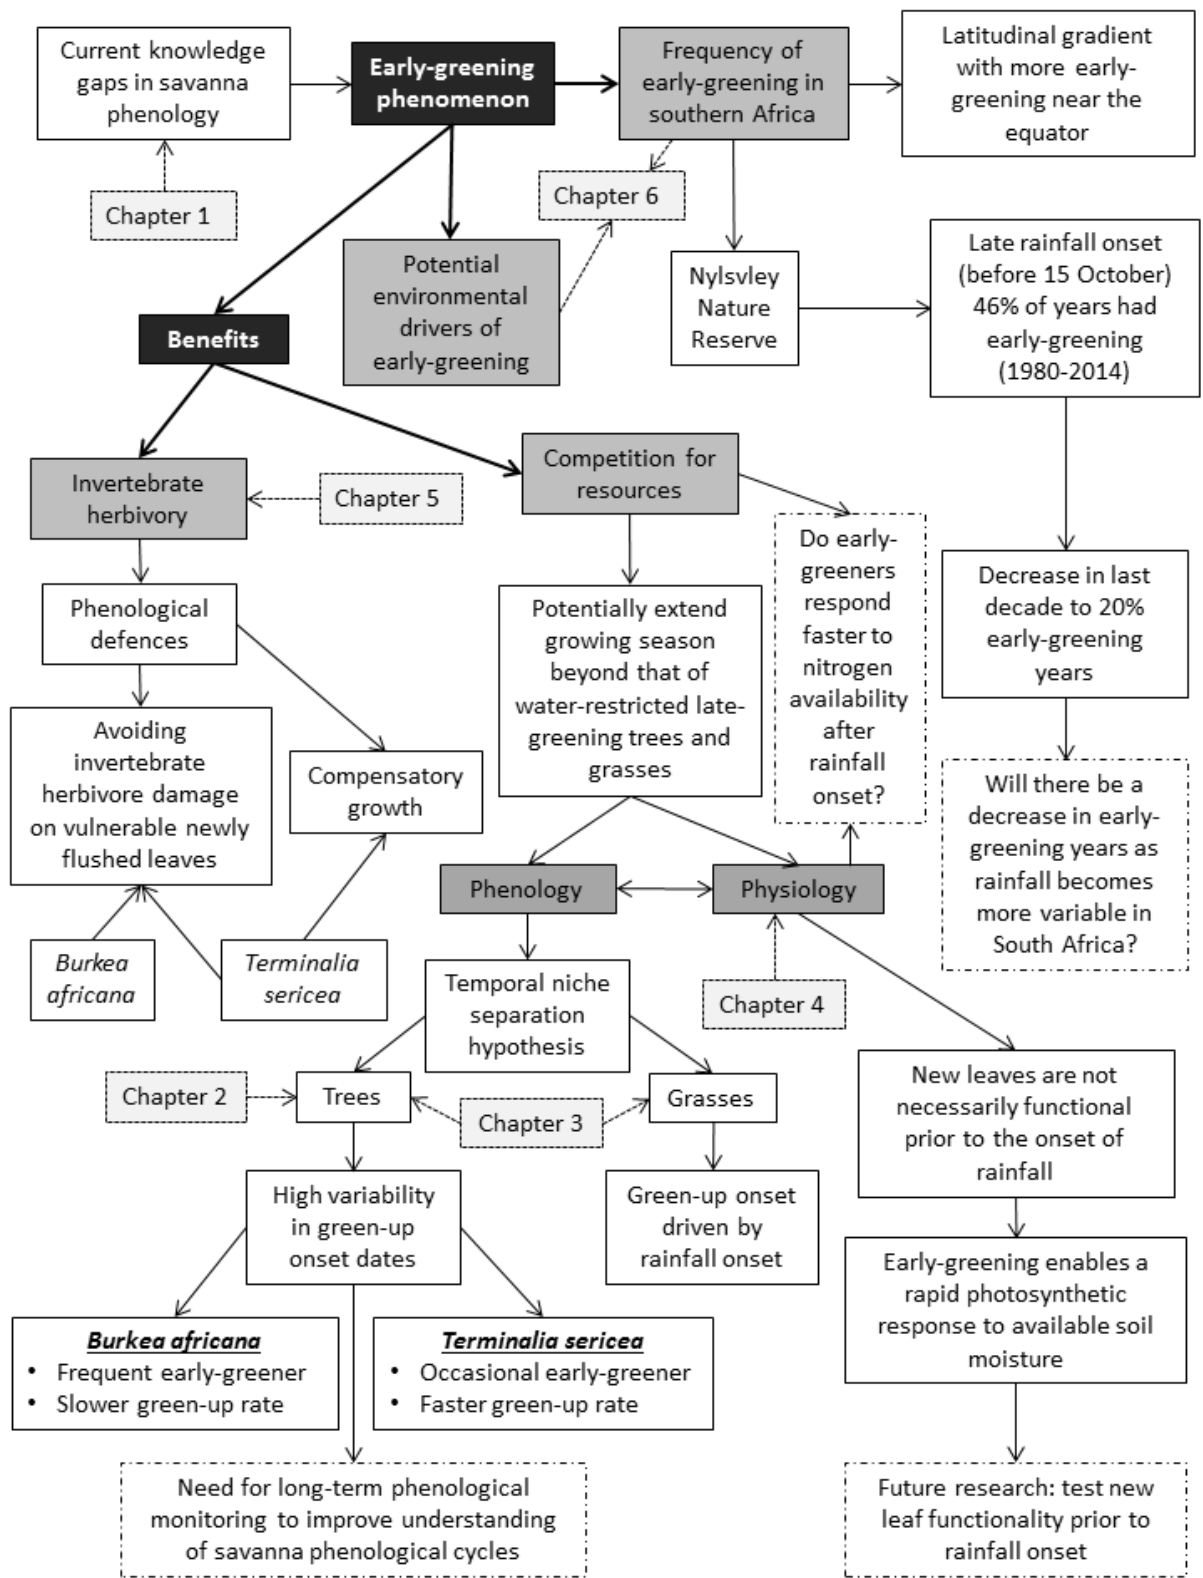 Current knowledge
gaps in savanna
phenology
Early-greening
phenomenon
Frequency of
early-greening in
southern Africa
Latitudinal gradient
with more early-
greening near the
equator
Chapter 1
Chapter 6
Potential
environmental
drivers of
early-greening
Nylsvley
Nature
Reserve
Late rainfall onset
(before 15 October)
46% of years had
early-greening
(1980-2014)
Benefits
Invertebrate
herbivory
Chapter 5
Competition for
resources
Do early-
greeners
respond
faster to
nitrogen
availability
after
rainfall
onset?
Decrease in last
decade to 20%
early-greening
years
Phenological
defences
Potentially extend
growing season
beyond that of
water-restricted late-
greening trees and
grasses
Avoiding
invertebrate
herbivore damage
on vulnerable newly
flushed leaves
Compensatory
growth
Will there be a
decrease in early-
greening years as
rainfall becomes
more variable in
South Africa?
Phenology
Physiology
Burkea
africana
Terminalia
sericea
Temporal niche
separation
hypothesis
Chapter 4
Chapter 2
Trees
Chapter 3
Grasses
New leaves are not
necessarily functional
prior to the onset of
rainfall
High variability
in green-up
onset dates
Green-up onset
driven by
rainfall onset
Early-greening enables a
rapid photosynthetic
response to available soil
moisture
Burkea africana
• Frequent early-greener
• Slower green-up rate
Terminalia sericea
• Occasional early-greener
• Faster green-up rate
Need for long-term phenological
monitoring to improve understanding
of savanna phenological cycles
Future research: test new
leaf functionality prior to
rainfall onset